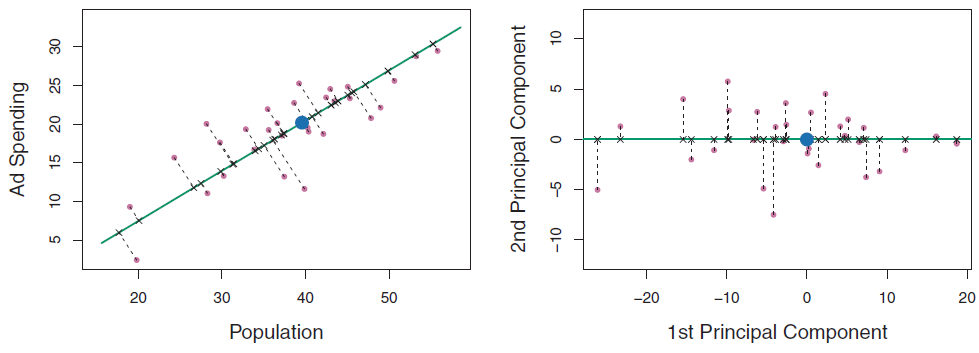 Ad Spending
5 10 15 20 25 30
20 30 40 50
Population
2nd Principal Component
−10 −5 0 5 10
−20 −10 0 10 20
1st Principal Component